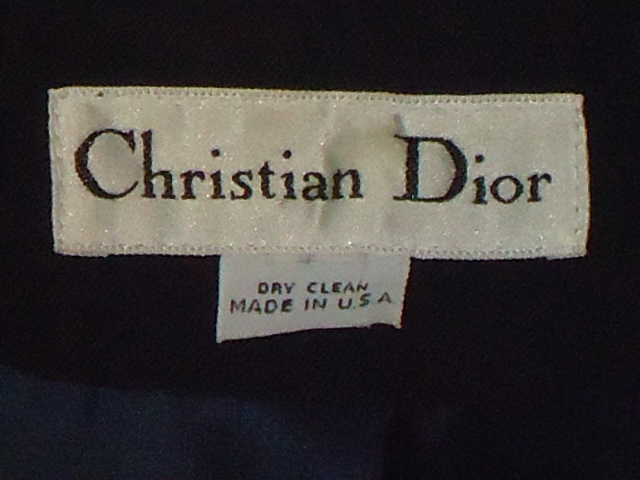 Christian Dior
DRY CLEAN
MADE IN U.S.A